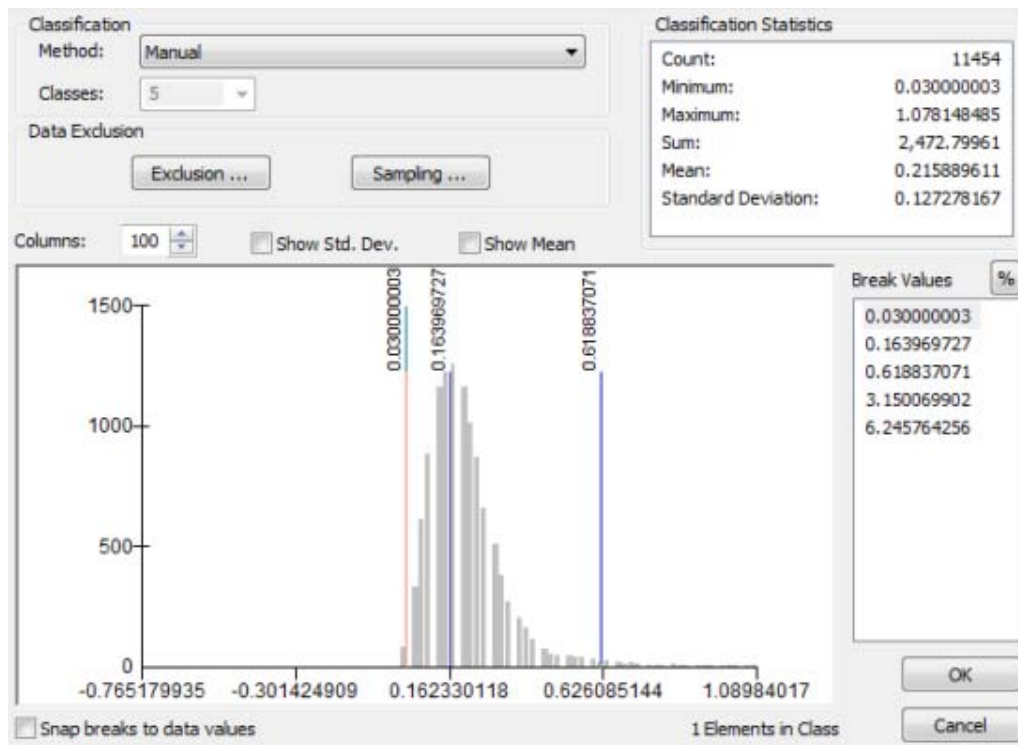 Classification
Method: Manual
Classes: 5
Data Exclusion
Exclusion ... Sampling ...
Classification Statistics
Count: 11454
Minimum: 0.030000003
Maximum: 1.078148485
Sum: 2,472.79961
Mean: 0.215889611
Standard Deviation: 0.127278167
Columns: 100 Show Std. Dev. Show Mean
Break Values %
0.030000003
0.163969727
0.618837071
3.150069902
6.245764256
0.030000003
0.163969727
0.618837071
1500
1000
500
0
-0.765179935 -0.301424909 0.162330118 0.626085144 1.08984017
Snap breaks to data values 1 Elements in Class
OK
Cancel